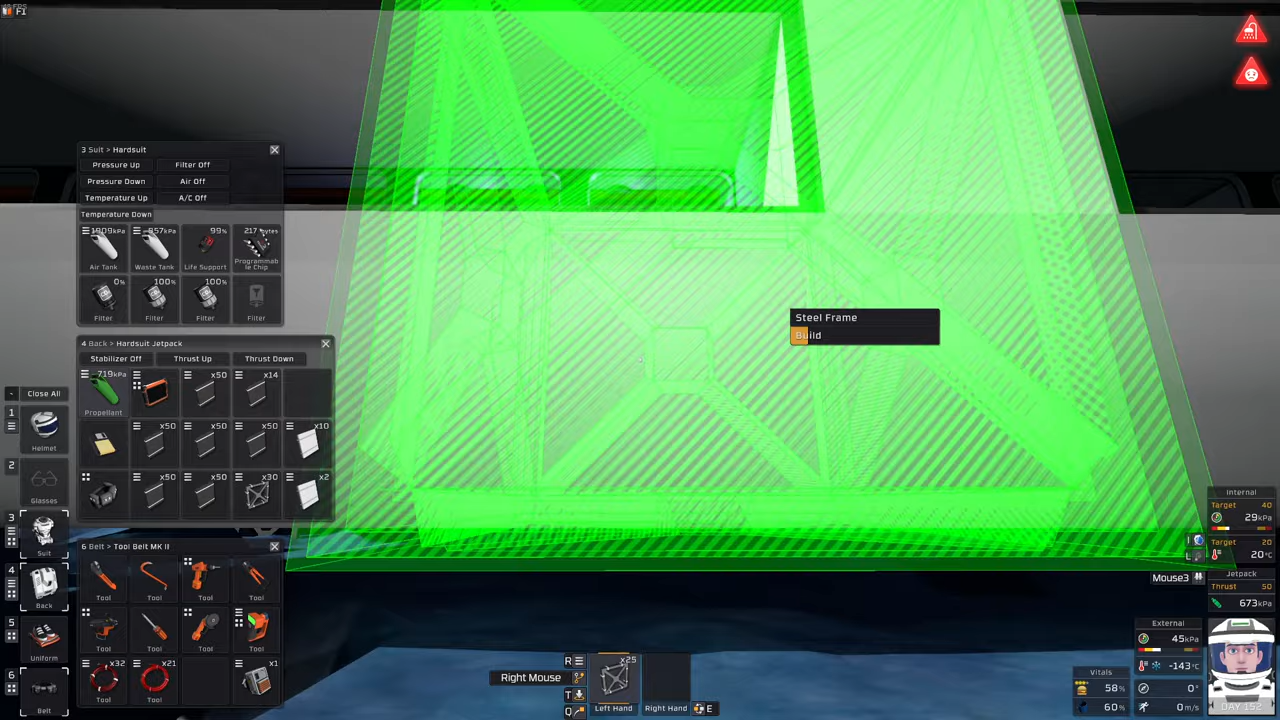 F1
3 Suit > Hardsuit
Pressure Up Filter Off
Pressure Down Air Off
Temperature Up A/C Off
Temperature Down
99% 217 bytes
Air Tank Waste Tank Life Support Programmable Chip
0% 100% 100%
Filter Filter Filter Filter
4 Back > Hardsuit Jetpack
Stabilizer Off Thrust Up Thrust Down
719kPa x50 x14
Propellant
x50 x50 x50 x10
x50 x50 x30 x2
6 Belt > Tool Belt MK II
Tool Tool Tool Tool
Tool Tool Tool Tool
x32 x21 x1
Tool Tool Tool
- Close All
1 Helmet
2 Glasses
3 Suit
4 Back
5 Uniform
6 Belt
Steel Frame
Build
Right Mouse
R
T
Q
x25
Left Hand Right Hand E
Mouse3
Internal
Target 40
29kPa
Target 20
20°C
Jetpack
Thrust 50
673kPa
External
45kPa
-143°C
0°
0m/s
Vitals
58%
60%
DAY 152